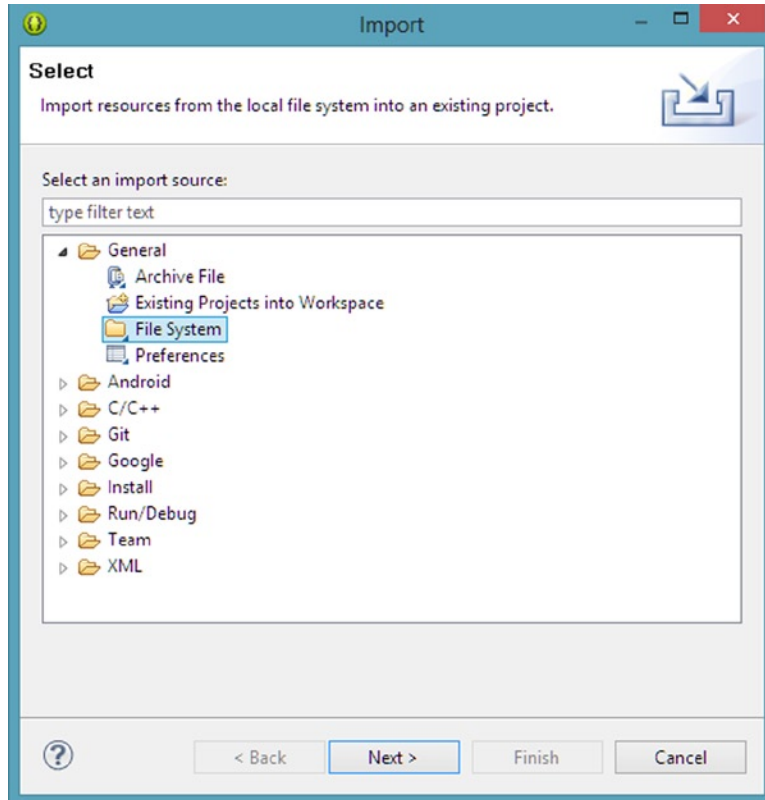 Import
Select
Import resources from the local file system into an existing project.
Select an import source:
type filter text
General
Archive File
Existing Projects into Workspace
File System
Preferences
Android
C/C++
Git
Google
Install
Run/Debug
Team
XML
< Back Next > Finish Cancel